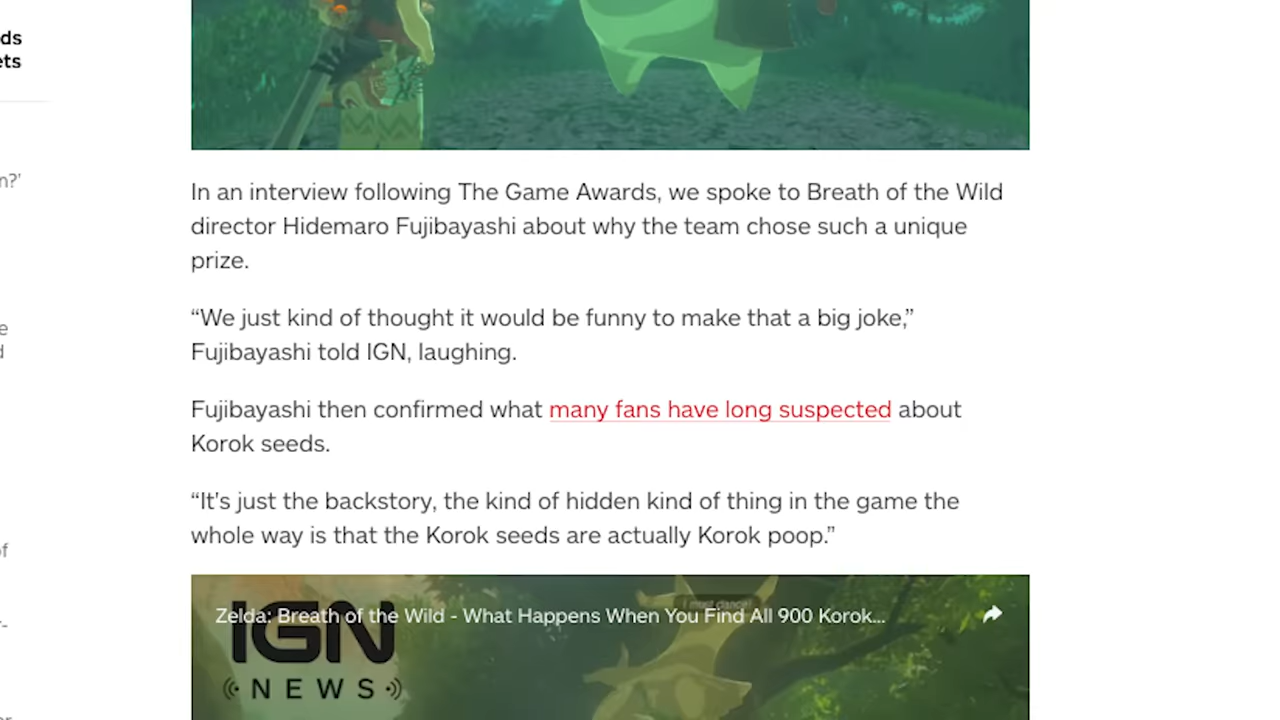 ds
ets
n?'
In an interview following The Game Awards, we spoke to Breath of the Wild
director Hidemaro Fujibayashi about why the team chose such a unique
prize.
“We just kind of thought it would be funny to make that a big joke,”
Fujibayashi told IGN, laughing.
Fujibayashi then confirmed what many fans have long suspected about
Korok seeds.
“It's just the backstory, the kind of hidden kind of thing in the game the
whole way is that the Korok seeds are actually Korok poop.”
Zelda: Breath of the Wild - What Happens When You Find All 900 Korok...
IGN
NEWS